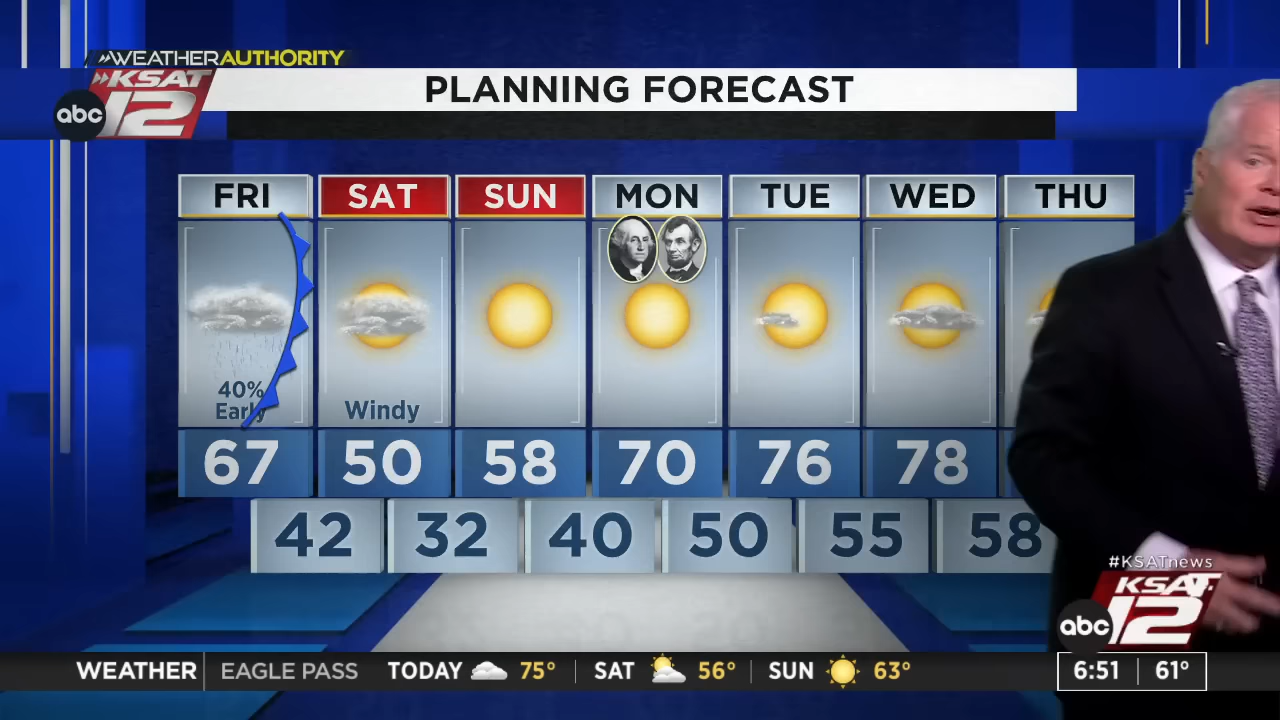 WEATHERAUTHORITY
KSAT
abc 12
PLANNING FORECAST
FRI SAT SUN MON TUE WED THU
40%
Early
Windy
67 50 58 70 76 78
42 32 40 50 55 58
#KSATnews
KSAT
abc 12
WEATHER EAGLE PASS TODAY 75° SAT 56° SUN 63° 6:51 61°